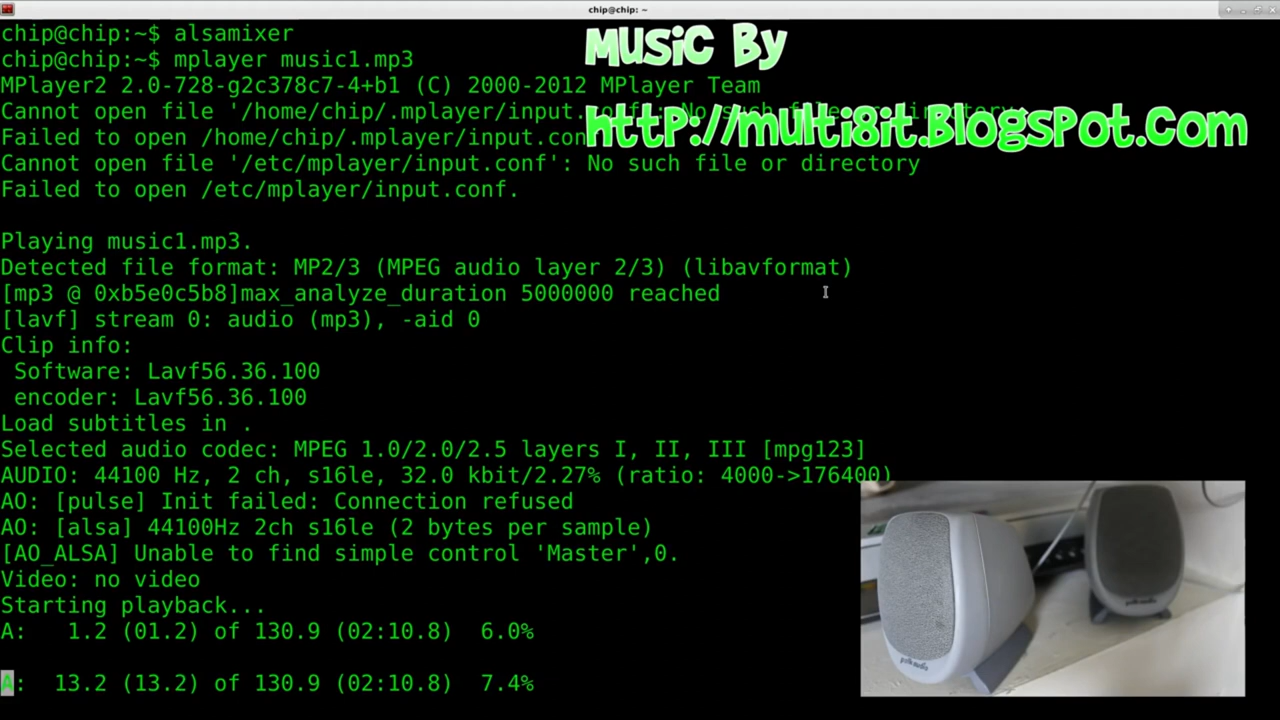 chip@chip: ~
chip@chip:~$ alsamixer
Music By
chip@chip:~$ mplayer music1.mp3
MPlayer2 2.0-728-g2c378c7-4+b1 (C) 2000-2012 MPlayer Team
Cannot open file '/home/chip/.mplayer/input.conf': No such file or directory
http://multi8it.BlogSpot.Com
Failed to open /home/chip/.mplayer/input.con
Cannot open file '/etc/mplayer/input.conf': No such file or directory
Failed to open /etc/mplayer/input.conf.
Playing music1.mp3.
Detected file format: MP2/3 (MPEG audio layer 2/3) (libavformat)
[mp3 @ 0xb5e0c5b8]max_analyze_duration 5000000 reached
[lavf] stream 0: audio (mp3), -aid 0
Clip info:
Software: Lavf56.36.100
encoder: Lavf56.36.100
Load subtitles in .
Selected audio codec: MPEG 1.0/2.0/2.5 layers I, II, III [mpg123]
AUDIO: 44100 Hz, 2 ch, s16le, 32.0 kbit/2.27% (ratio: 4000->176400)
AO: [pulse] Init failed: Connection refused
AO: [alsa] 44100Hz 2ch s16le (2 bytes per sample)
[AO_ALSA] Unable to find simple control 'Master',0.
Video: no video
Starting playback...
A: 1.2 (01.2) of 130.9 (02:10.8) 6.0%
A: 13.2 (13.2) of 130.9 (02:10.8) 7.4%
polkaudio
polkaudio